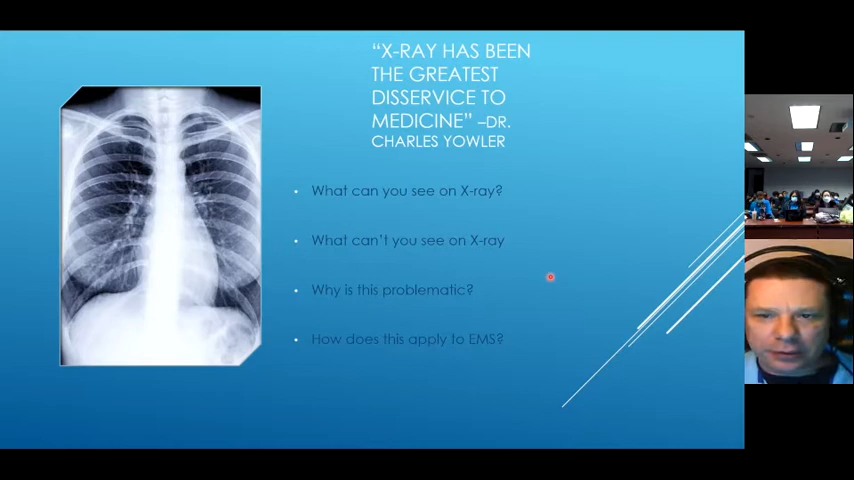 “X-RAY HAS BEEN
THE GREATEST
DISSERVICE TO
MEDICINE” –DR.
CHARLES YOWLER
• What can you see on X-ray?
• What can’t you see on X-ray
• Why is this problematic?
• How does this apply to EMS?